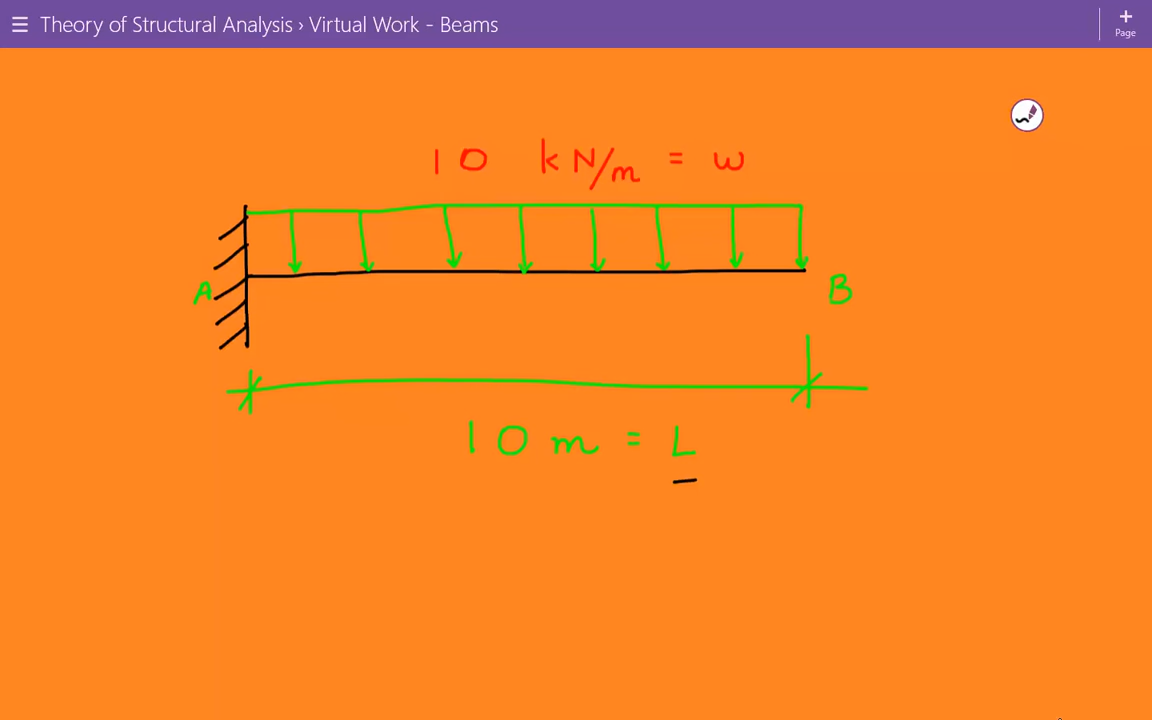 Theory of Structural Analysis › Virtual Work - Beams
Page
10 kN/m = w
A
B
10 m = L